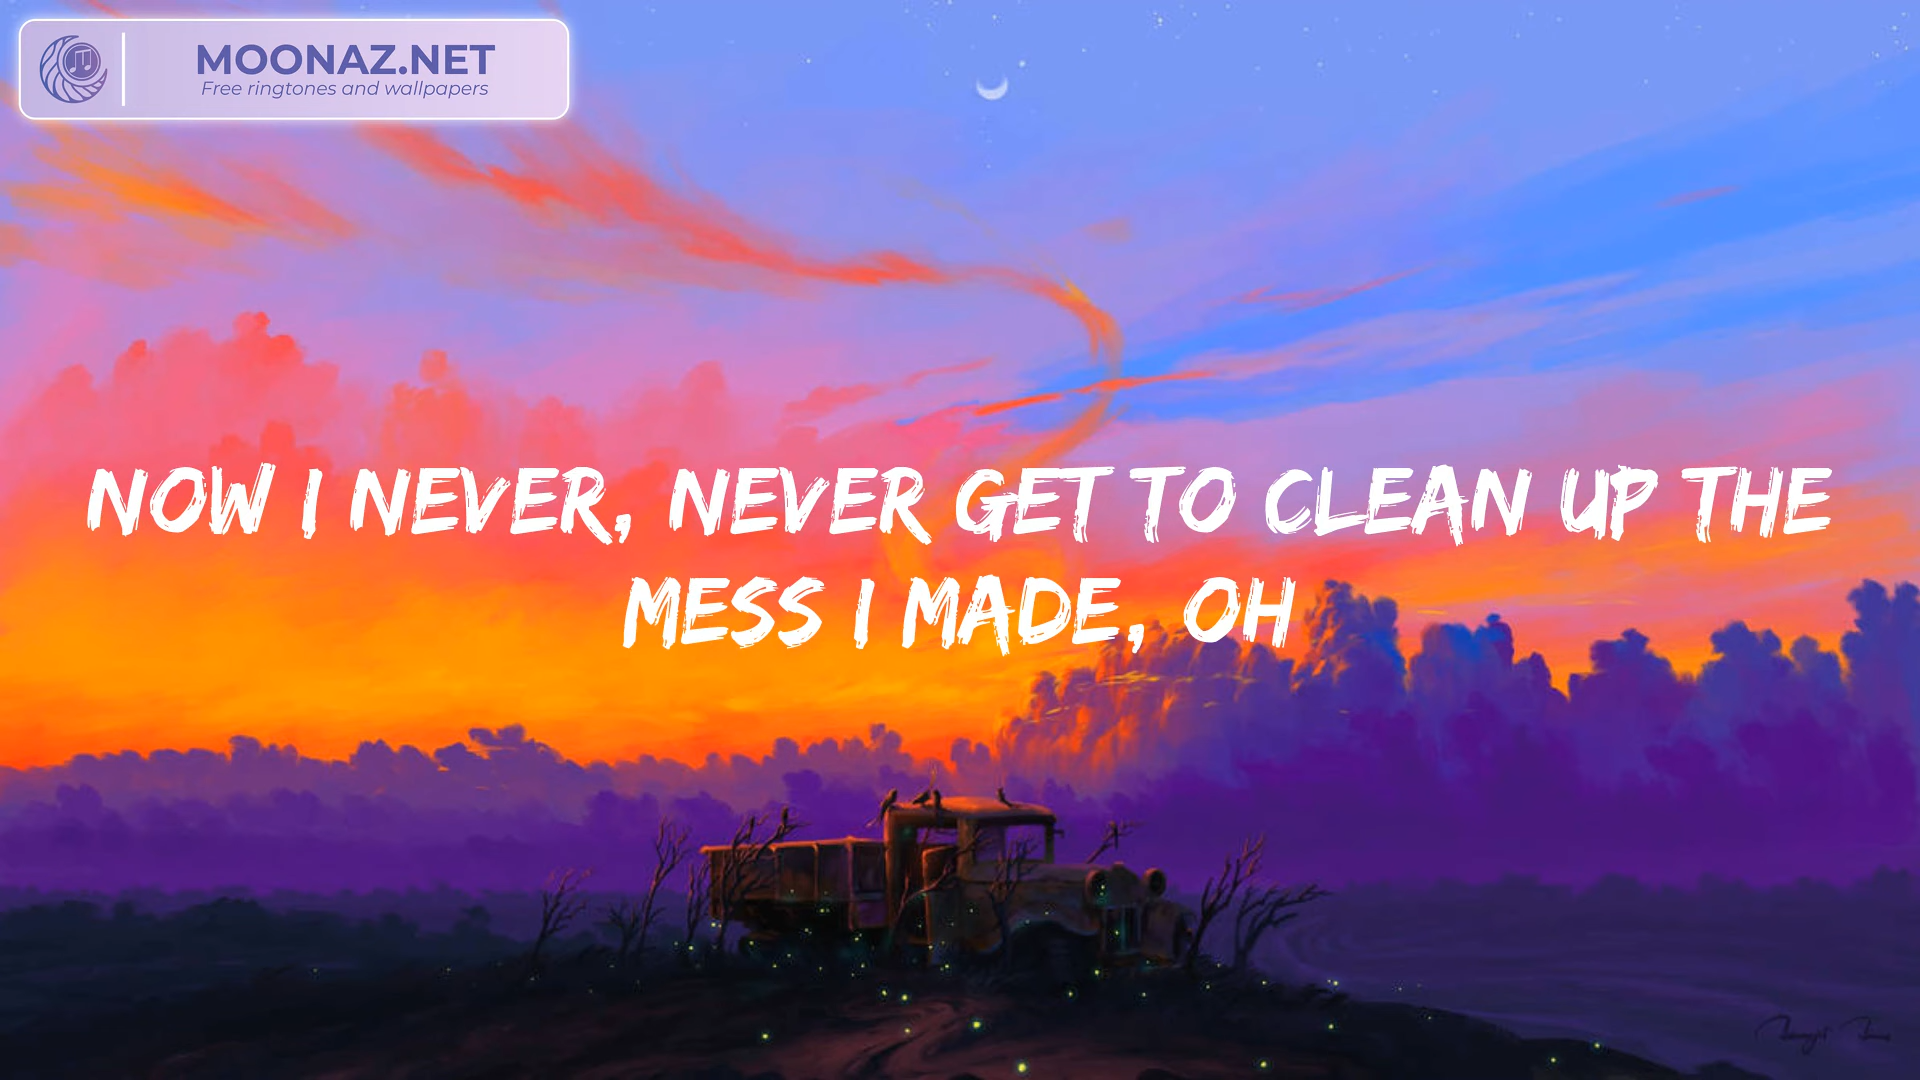 MOONAZ.NET
Free ringtones and wallpapers
NOW I NEVER, NEVER GET TO CLEAN UP THE
MESS I MADE, OH